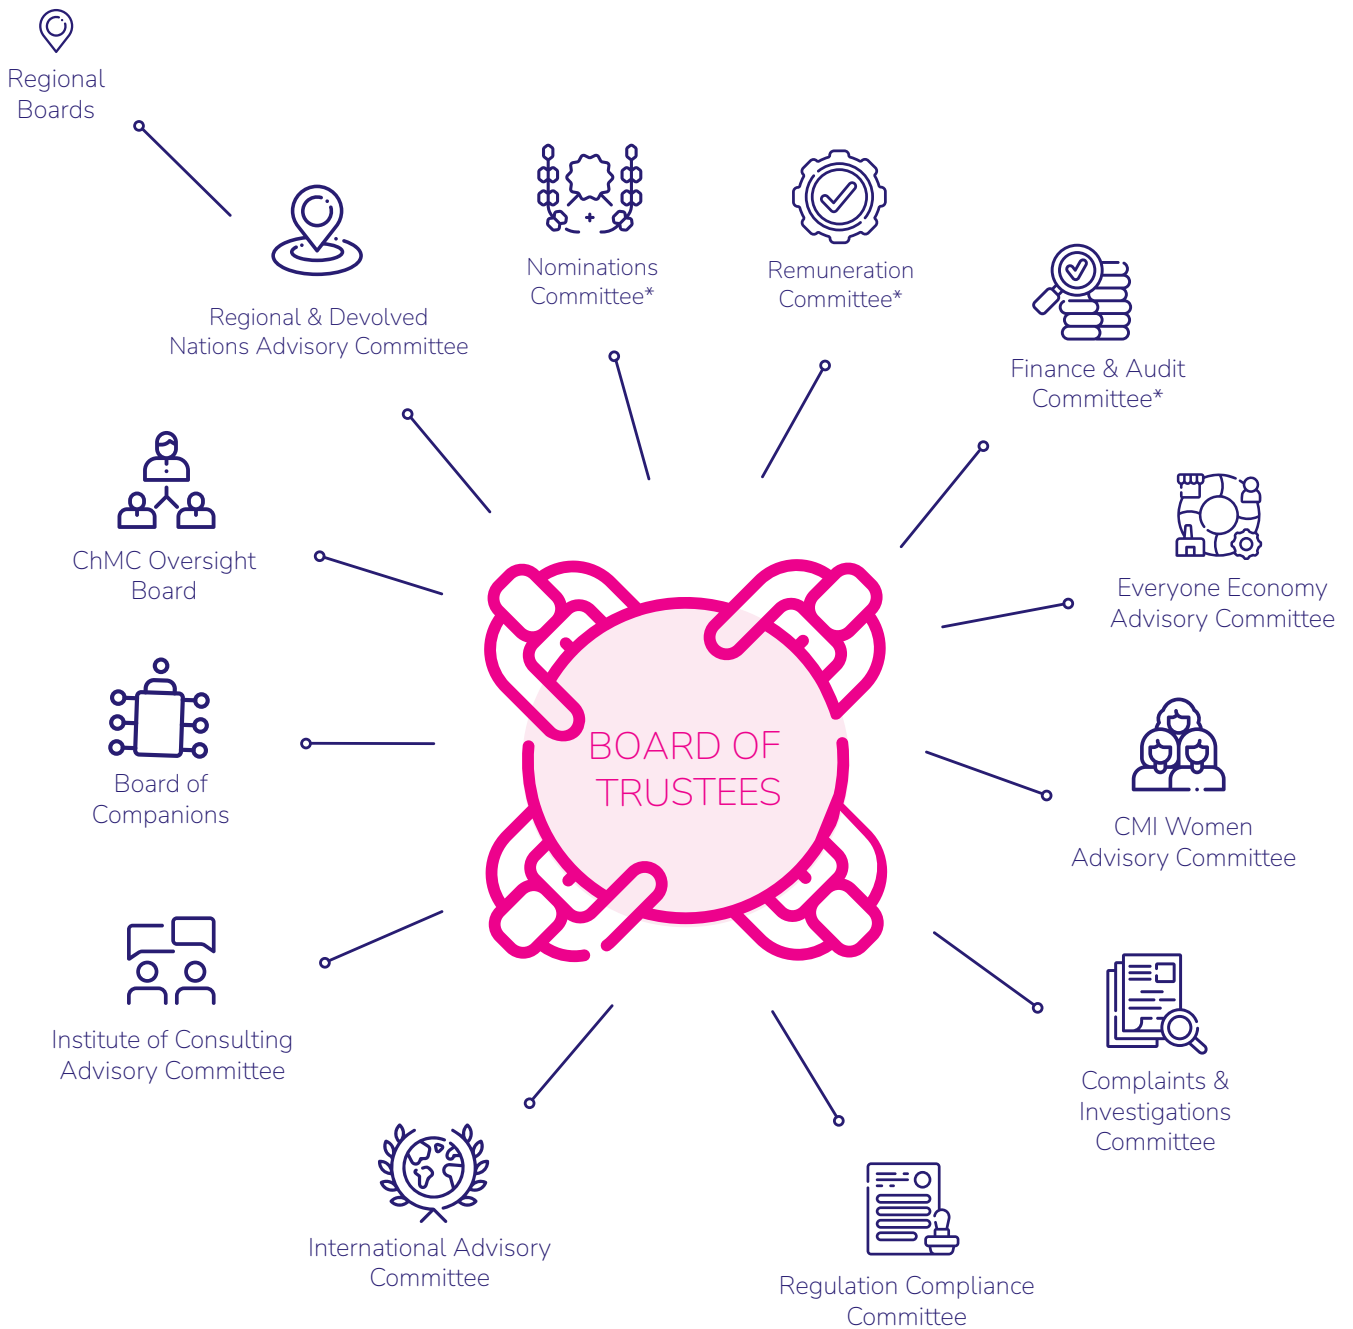 Regional
Boards
Regional & Devolved
Nations Advisory Committee
Nominations
Committee*
Remuneration
Committee*
Finance & Audit
Committee*
Everyone Economy
Advisory Committee
CMI Women
Advisory Committee
Complaints &
Investigations
Committee
Regulation Compliance
Committee
International Advisory
Committee
Institute of Consulting
Advisory Committee
Board of
Companions
ChMC Oversight
Board
BOARD OF
TRUSTEES